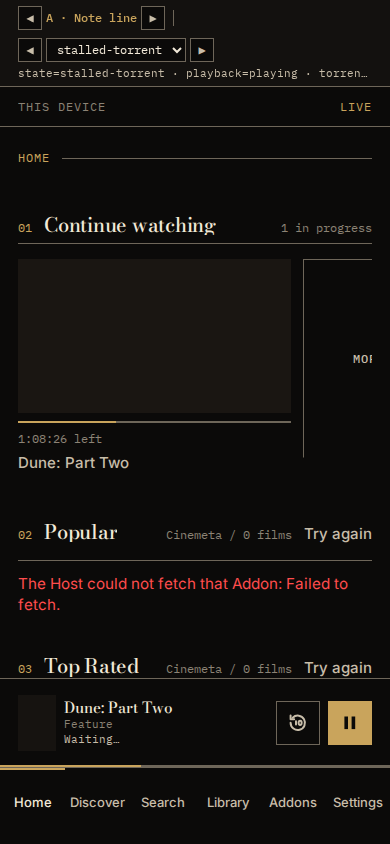 ◀ A · Note line ▶
◀ stalled-torrent ▶
state=stalled-torrent · playback=playing · torren…
THIS DEVICE LIVE
HOME
01 Continue watching 1 in progress
MOR
1:08:26 left
Dune: Part Two
02 Popular Cinemeta / 0 films Try again
The Host could not fetch that Addon: Failed to
fetch.
03 Top Rated Cinemeta / 0 films Try again
Dune: Part Two
Feature
Waiting…
10
Home Discover Search Library Addons Settings